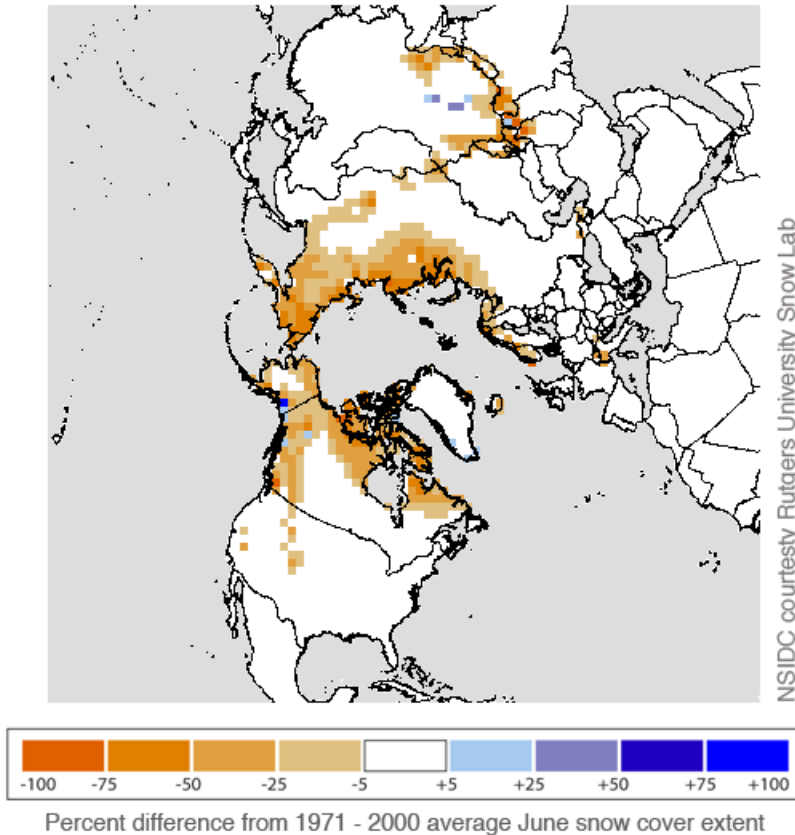 NSIDC courtesty Rutgers University Snow Lab
-100 -75 -50 -25 -5 +5 +25 +50 +75 +100
Percent difference from 1971 - 2000 average June snow cover extent